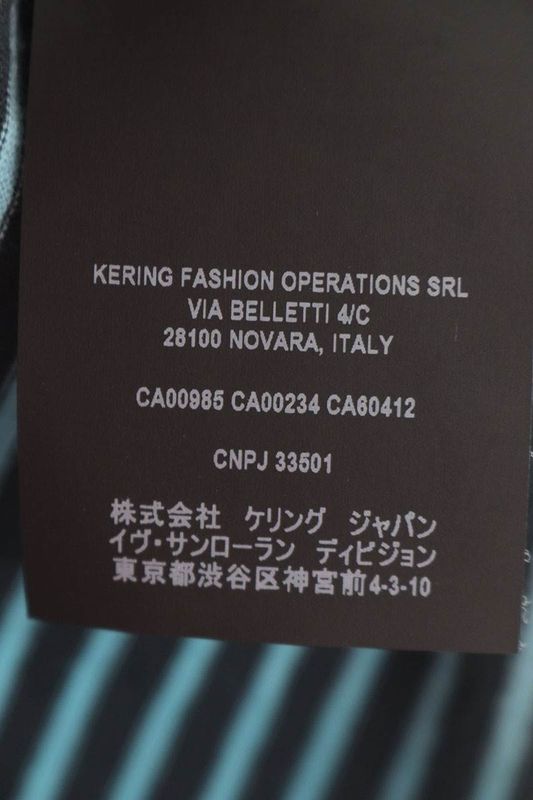 KERING FASHION OPERATIONS SRL
VIA BELLETTI 4/C
28100 NOVARA, ITALY
CA00985 CA00234 CA60412
CNPJ 33501
株式会社 ケリング ジャパン
イヴ・サンローラン ディビジョン
東京都渋谷区神宮前4-3-10